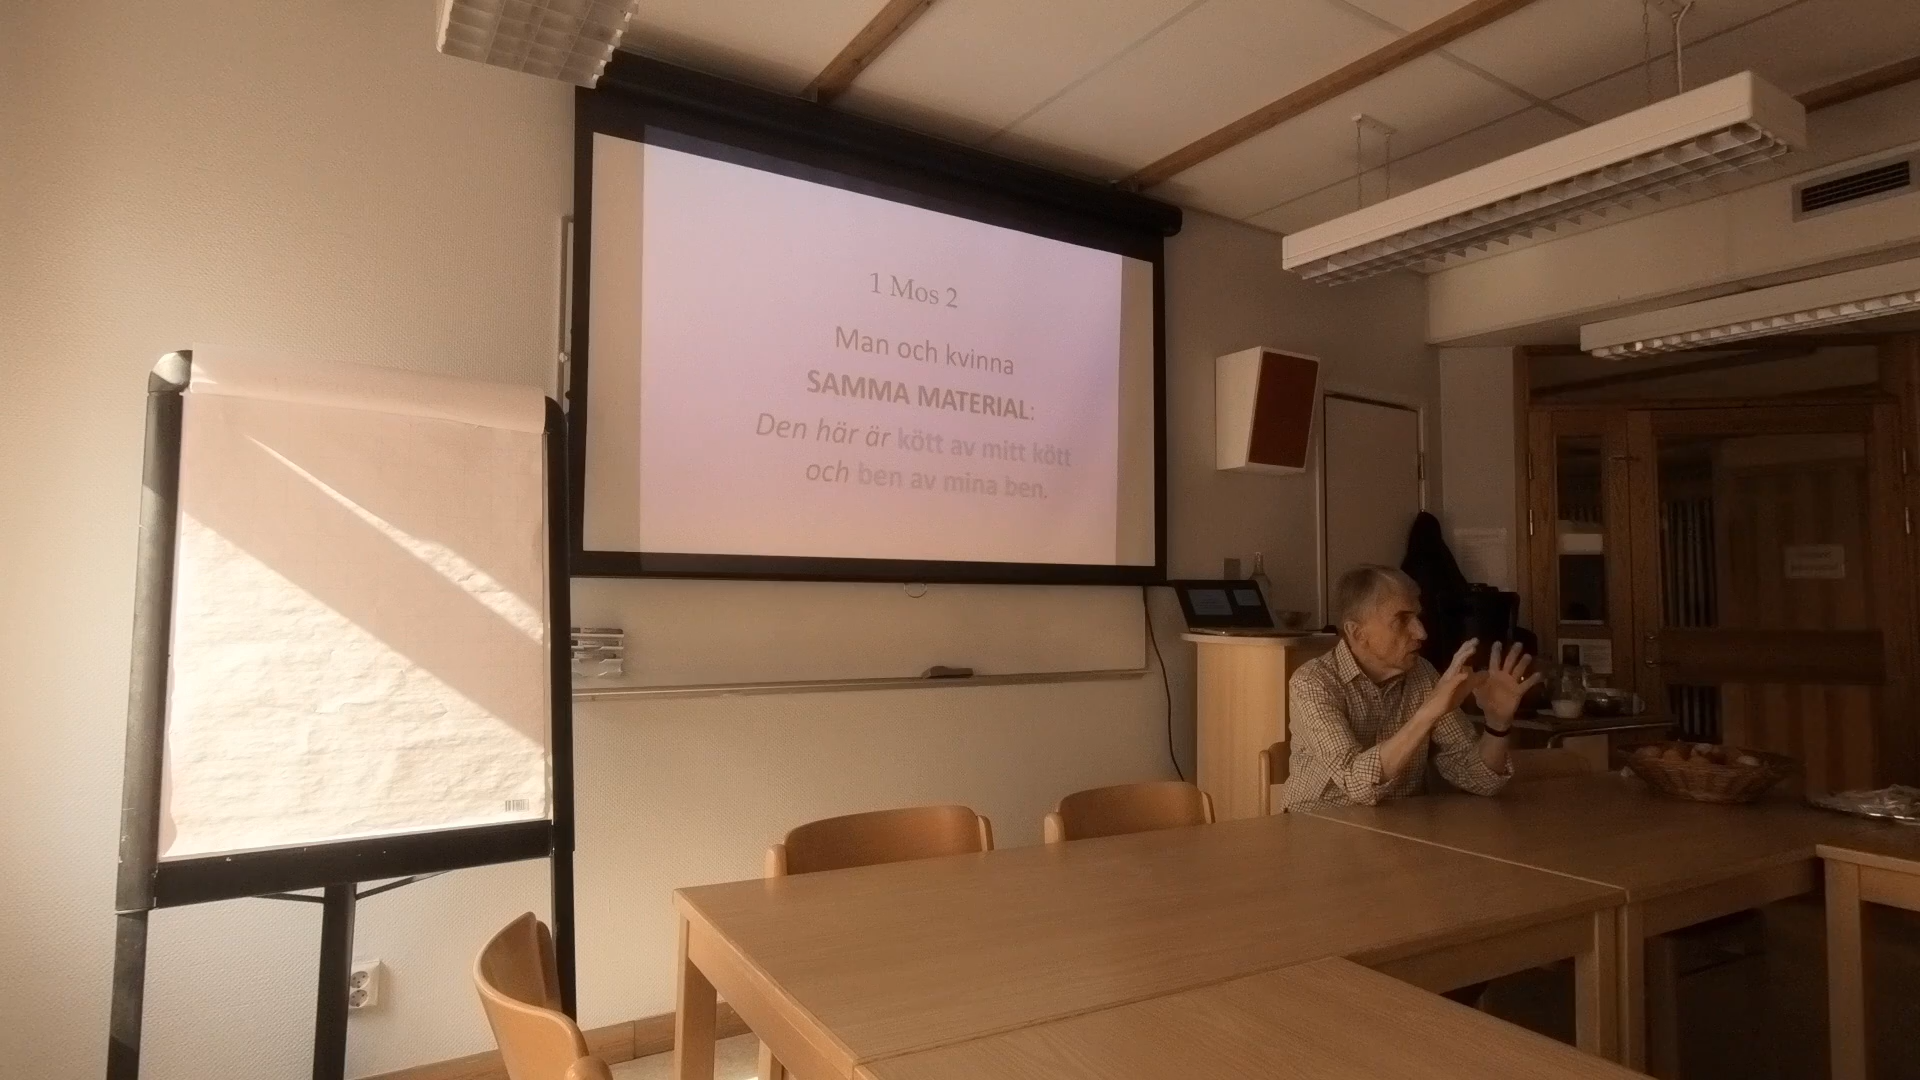 1 Mos 2
Man och kvinna
SAMMA MATERIAL:
Den här är kött av mitt kött
och ben av mina ben.